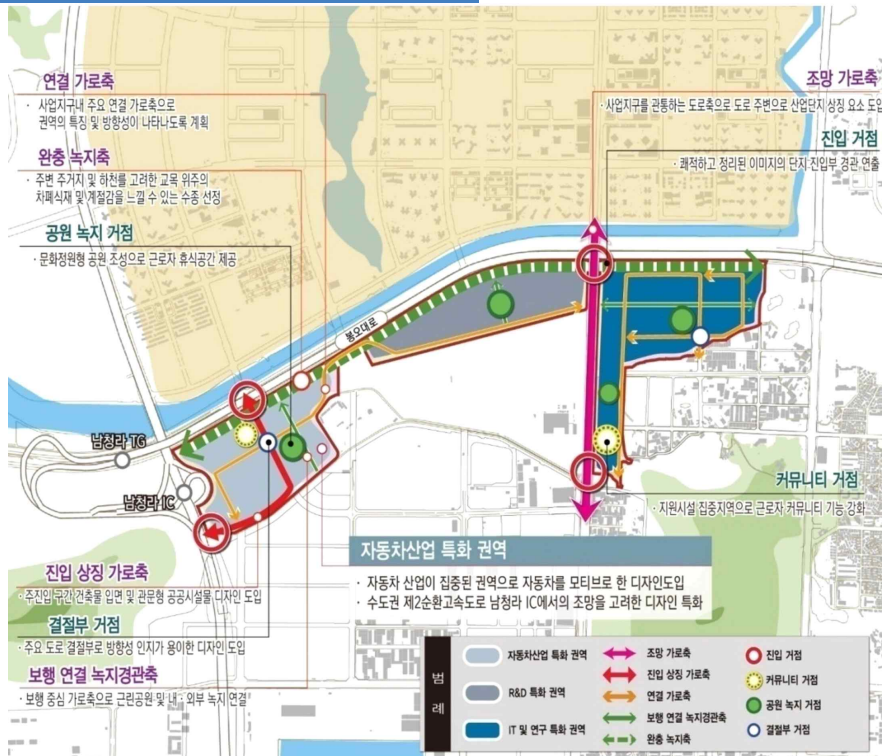 연결 가로축
· 사업지구내 주요 연결 가로축으로
권역의 특징 및 방향성이 나타나도록 계획
완충 녹지축
· 주변 주거지 및 하천를 고려한 교목 위주의
차폐식재 및 계절감을 느낄 수 있는 수종 선정
공원 녹지 거점
· 문화정원형 공원 조성으로 근로자 휴식공간 제공
조망 가로축
· 사업지구를 관통하는 도로축으로 도로 주변으로 산업단지 상징 요소 도입
진입 거점
· 쾌적하고 정리된 이미지의 단지 진입부 경관 연출
봉오대로
남청라 TG
남청라 IC
커뮤니티 거점
· 지원시설 집중지역으로 근로자 커뮤니티 기능 강화
자동차산업 특화 권역
· 자동차 산업이 집중된 권역으로 자동차를 모티브로 한 디자인도입
· 수도권 제2순환고속도로 남청라 IC에서의 조망을 고려한 디자인 특화
진입 상징 가로축
· 주진입 구간 건축물 입면 및 관문형 공공시설물 디자인 도입
결절부 거점
· 주요 도로 결절부로 방향성 인지가 용이한 디자인 도입
보행 연결 녹지경관축
· 보행 중심 가로축으로 근린공원 및 내·외부 녹지 연결
범례
자동차산업 특화 권역
R&D 특화 권역
IT 및 연구 특화 권역
조망 가로축
진입 상징 가로축
연결 가로축
보행 연결 녹지경관축
완충 녹지축
진입 거점
커뮤니티 거점
공원 녹지 거점
결절부 거점